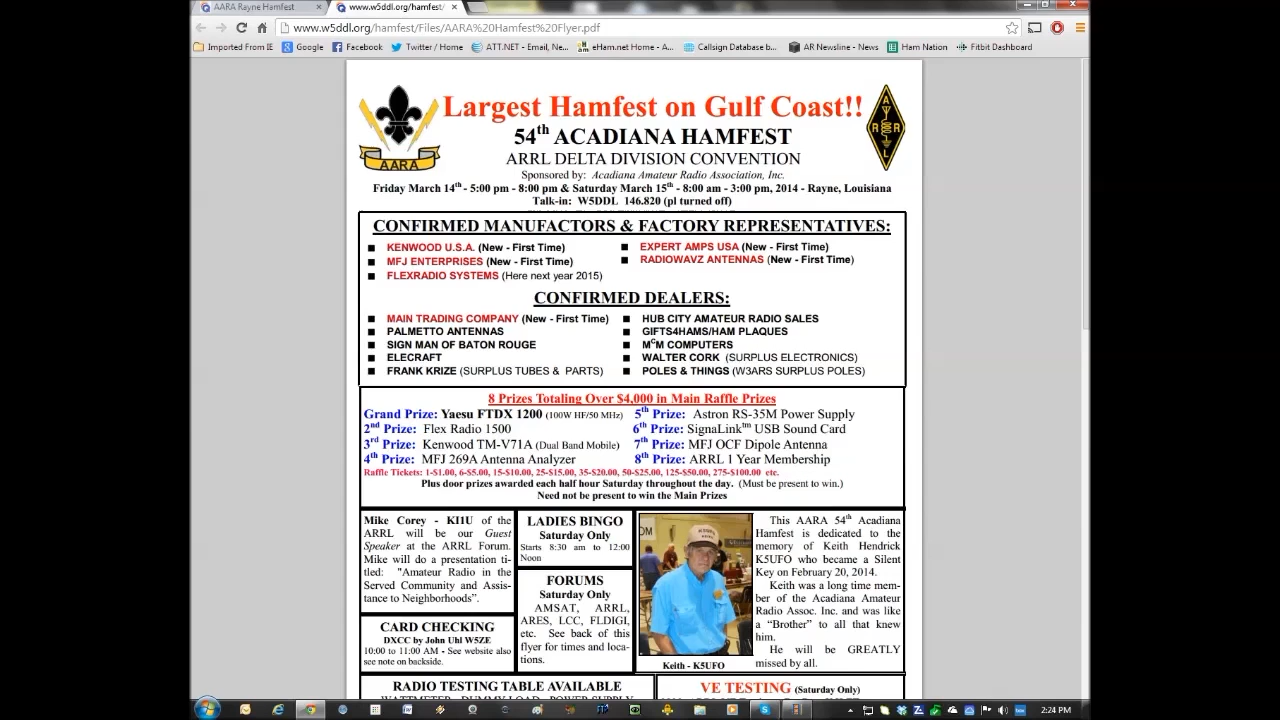 AARA Rayne Hamfest
www.w5ddl.org/hamfest/
www.w5ddl.org/hamfest/Files/AARA%20Hamfest%20Flyer.pdf
Imported From IE
Google
Facebook
Twitter / Home
ATT.NET - Email, Ne...
eHam.net Home - A...
Callsign Database b...
AR Newsline - News
Ham Nation
Fitbit Dashboard
AARA
Largest Hamfest on Gulf Coast!!
54th ACADIANA HAMFEST
ARRL DELTA DIVISION CONVENTION
Sponsored by: Acadiana Amateur Radio Association, Inc.
Friday March 14th - 5:00 pm - 8:00 pm & Saturday March 15th - 8:00 am - 3:00 pm, 2014 - Rayne, Louisiana
Talk-in: W5DDL 146.820 (pl turned off)
A
R R
L
CONFIRMED MANUFACTORS & FACTORY REPRESENTATIVES:
KENWOOD U.S.A. (New - First Time)
MFJ ENTERPRISES (New - First Time)
FLEXRADIO SYSTEMS (Here next year 2015)
EXPERT AMPS USA (New - First Time)
RADIOWAVZ ANTENNAS (New - First Time)
CONFIRMED DEALERS:
MAIN TRADING COMPANY (New - First Time)
PALMETTO ANTENNAS
SIGN MAN OF BATON ROUGE
ELECRAFT
FRANK KRIZE (SURPLUS TUBES & PARTS)
HUB CITY AMATEUR RADIO SALES
GIFTS4HAMS/HAM PLAQUES
MCM COMPUTERS
WALTER CORK (SURPLUS ELECTRONICS)
POLES & THINGS (W3ARS SURPLUS POLES)
8 Prizes Totaling Over $4,000 in Main Raffle Prizes
Grand Prize: Yaesu FTDX 1200 (100W HF/50 MHz)
2nd Prize: Flex Radio 1500
3rd Prize: Kenwood TM-V71A (Dual Band Mobile)
4th Prize: MFJ 269A Antenna Analyzer
5th Prize: Astron RS-35M Power Supply
6th Prize: SignaLinktm USB Sound Card
7th Prize: MFJ OCF Dipole Antenna
8th Prize: ARRL 1 Year Membership
Raffle Tickets: 1-$1.00, 6-$5.00, 15-$10.00, 25-$15.00, 35-$20.00, 50-$25.00, 125-$50.00, 275-$100.00 etc.
Plus door prizes awarded each half hour Saturday throughout the day. (Must be present to win.)
Need not be present to win the Main Prizes
Mike Corey - KI1U of the
ARRL will be our Guest
Speaker at the ARRL Forum.
Mike will do a presentation ti-
tled: "Amateur Radio in the
Served Community and Assis-
tance to Neighborhoods”.
CARD CHECKING
DXCC by John Uhl W5ZE
10:00 to 11:00 AM - See website also
see note on backside.
LADIES BINGO
Saturday Only
Starts 8:30 am to 12:00
Noon
FORUMS
Saturday Only
AMSAT, ARRL,
ARES, LCC, FLDIGI,
etc. See back of this
flyer for times and loca-
tions.
Keith - K5UFO
This AARA 54th Acadiana
Hamfest is dedicated to the
memory of Keith Hendrick
K5UFO who became a Silent
Key on February 20, 2014.
Keith was a long time mem-
ber of the Acadiana Amateur
Radio Assoc. Inc. and was like
a “Brother” to all that knew
him.
He will be GREATLY
missed by all.
RADIO TESTING TABLE AVAILABLE
WATTMETER - DUMMY LOAD - POWER SUPPLY
VE TESTING (Saturday Only)
2:24 PM